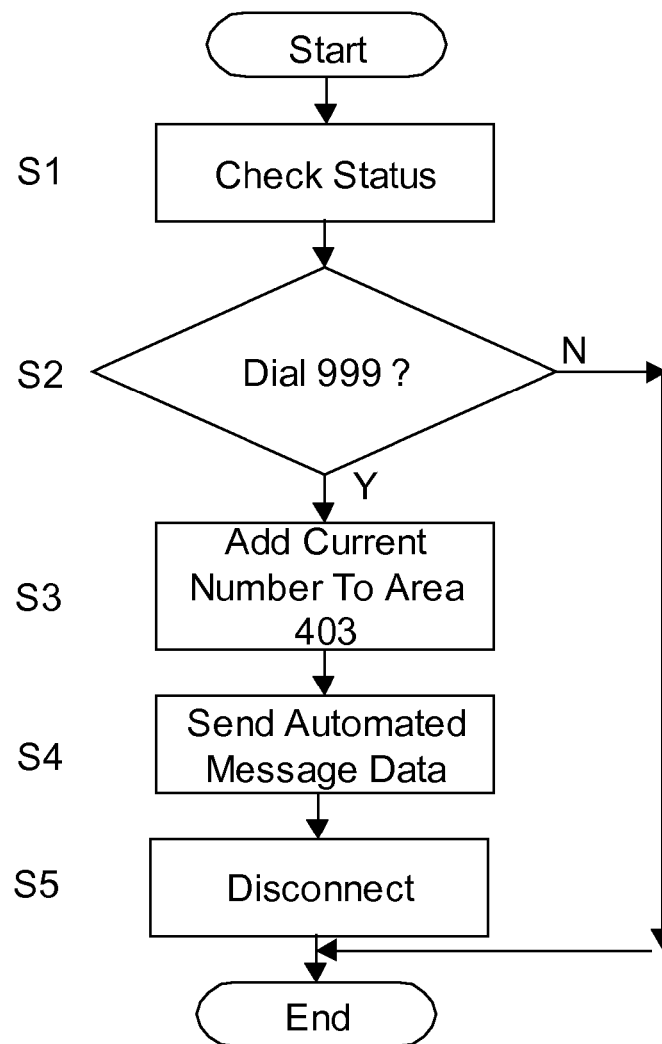 Start
S1
Check Status
S2
Dial 999 ?
N
Y
S3
Add Current
Number To Area
403
S4
Send Automated
Message Data
S5
Disconnect
End